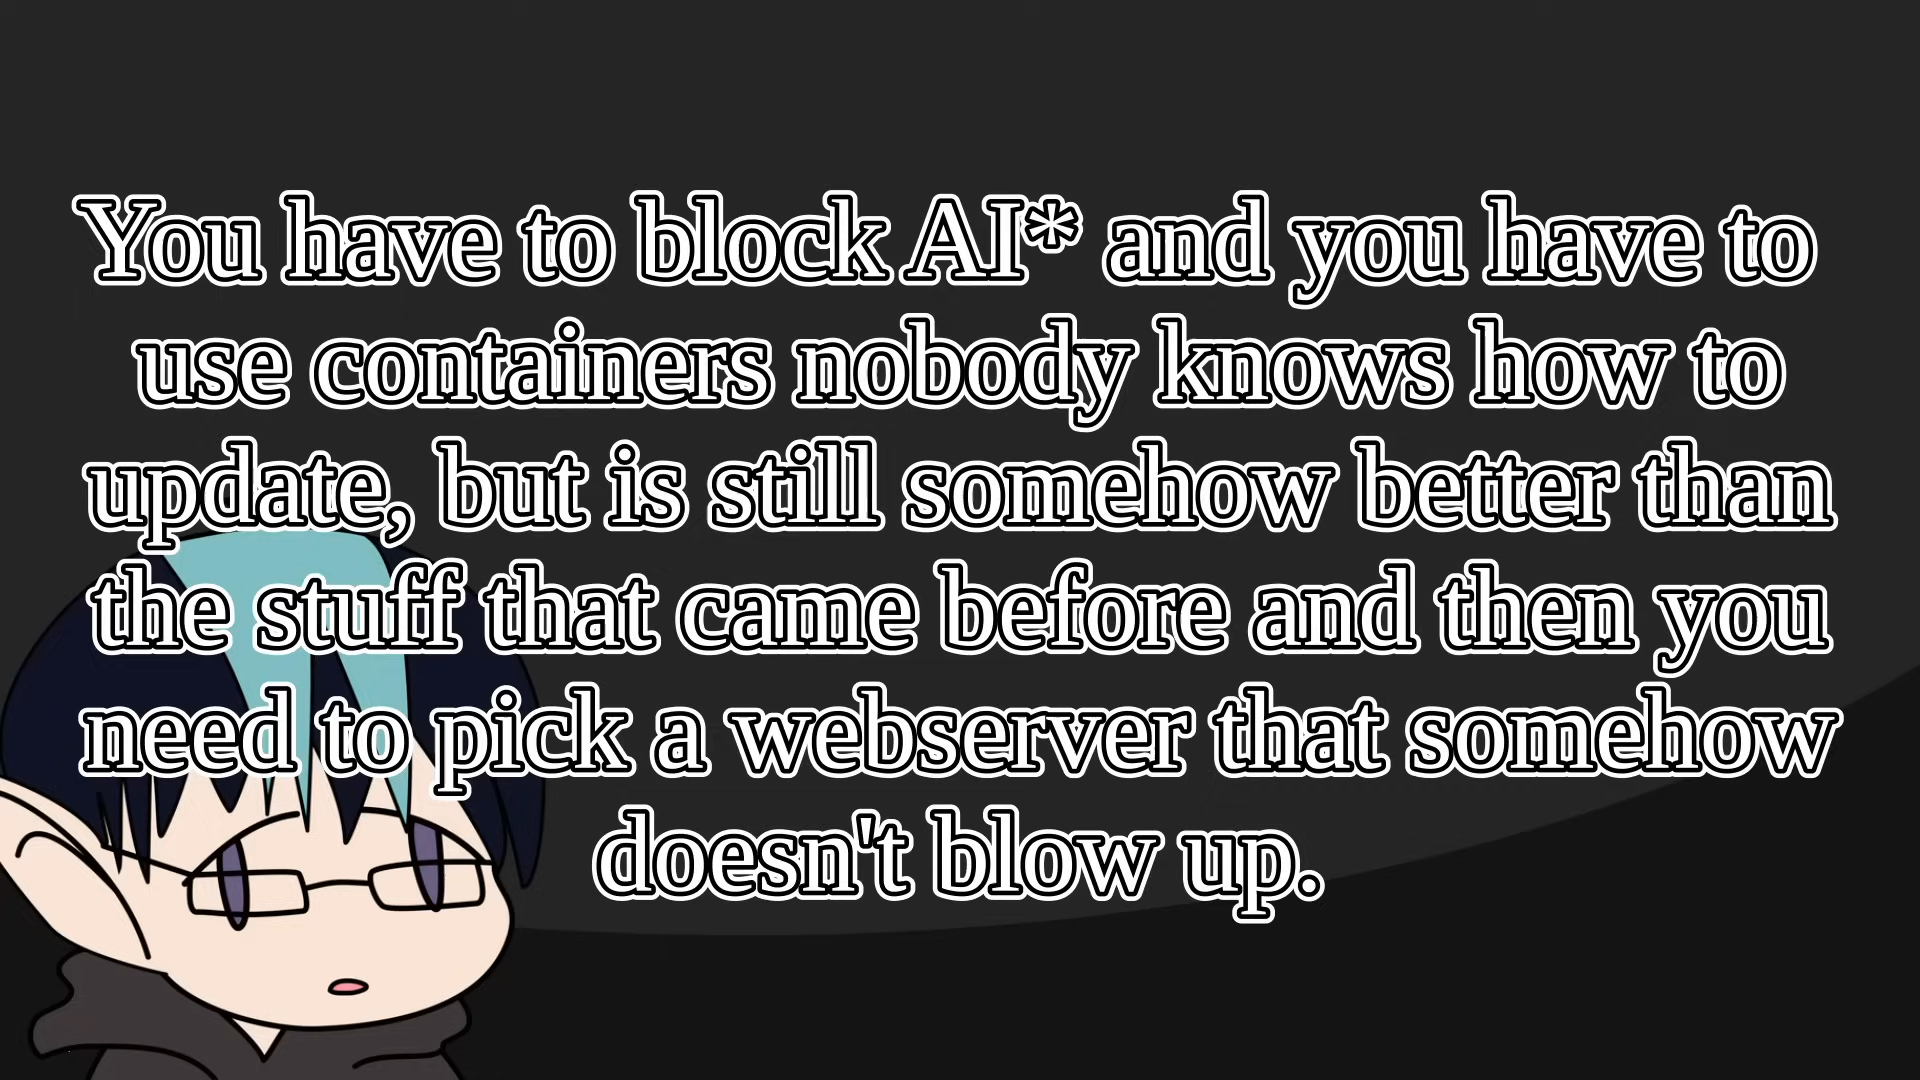 You have to block AI* and you have to
use containers nobody knows how to
update, but is still somehow better than
the stuff that came before and then you
need to pick a webserver that somehow
doesn't blow up.